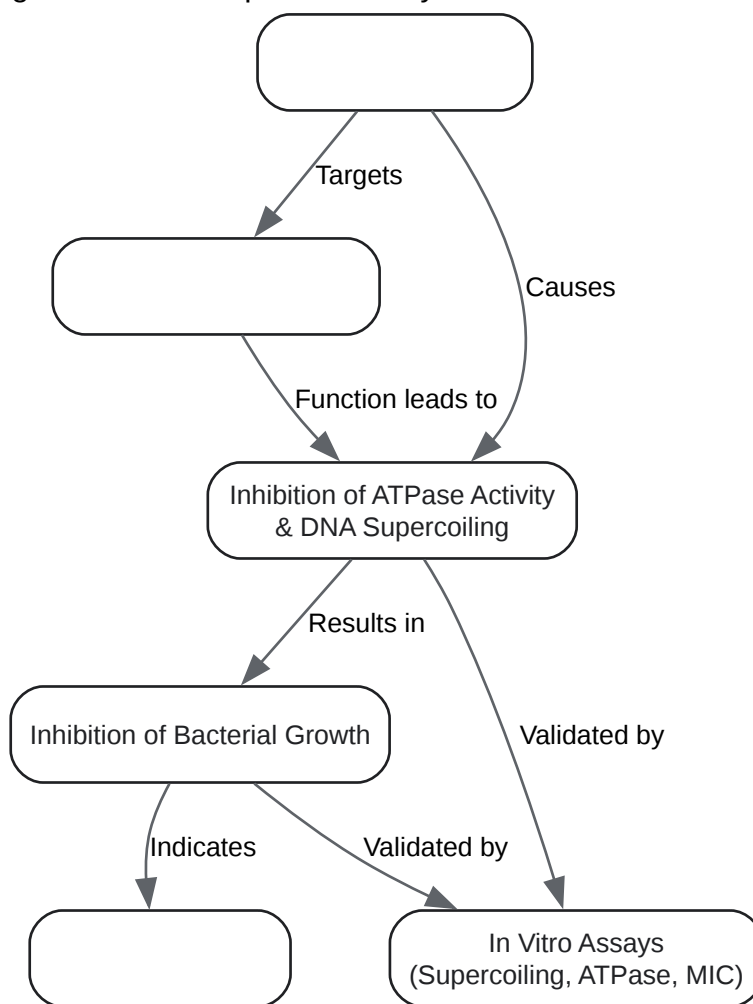 Targets
Causes
Function leads to
Inhibition of ATPase Activity
& DNA Supercoiling
Results in
Inhibition of Bacterial Growth
Validated by
Indicates
Validated by
In Vitro Assays
(Supercoiling, ATPase, MIC)